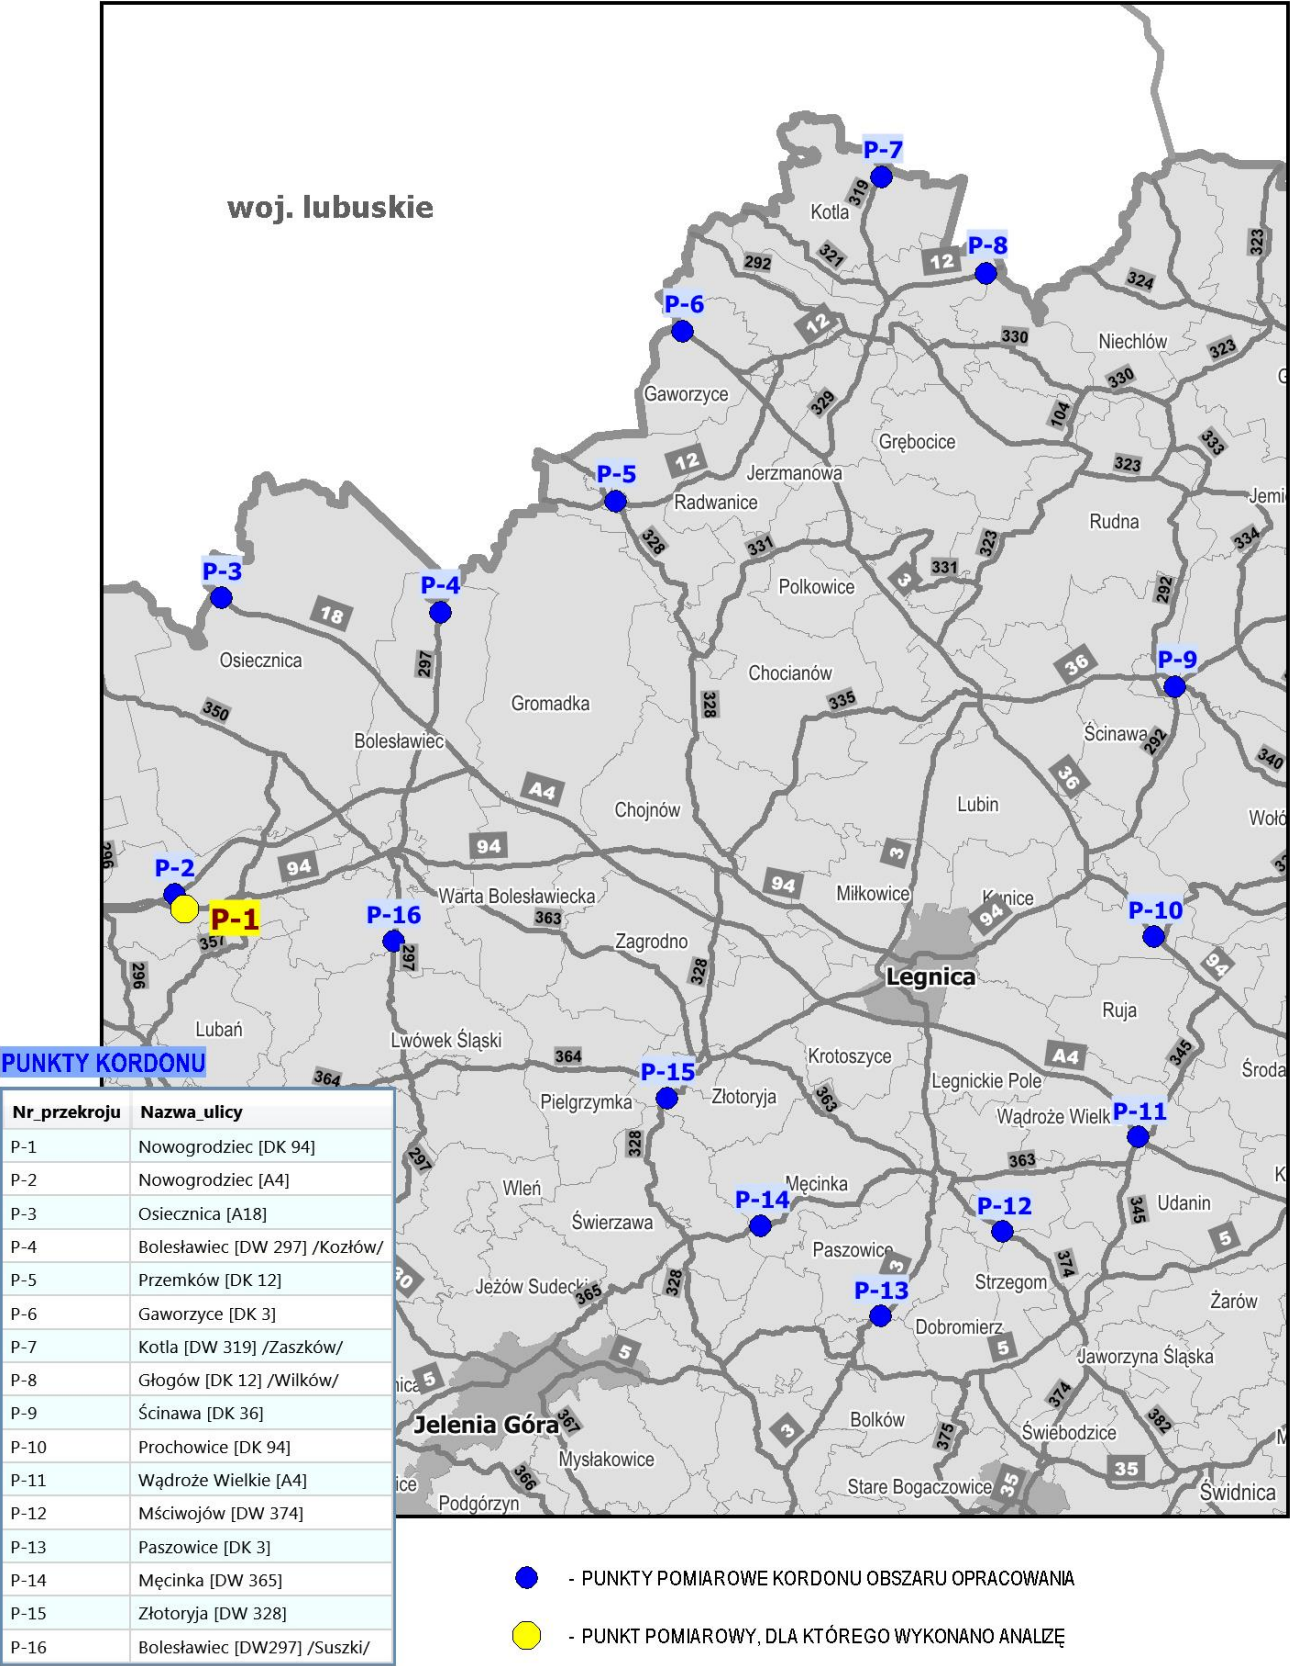 P-7
319
woj. lubuskie
Kotla
323
P-8
321
12
292
324
P-6
12
330
Niechlów
323
330
Gaworzyce
329
104
Grębocice
333
12
323
P-5
Jerzmanowa
Radwanice
Jemi
Rudna
328
331
323
334
P-3
331
3
P-4
Polkowice
292
18
297
Osiecznica
36
P-9
Chocianów
350
Gromadka
328
335
Bolesławiec
Ścinawa
292
340
36
A4
Chojnów
Lubin
Woło
296
94
3
P-2
94
94
Miłkowice
Kunice
Warta Bolesławiecka
94
P-1
P-16
363
P-10
357
Zagrodno
297
94
296
328
Legnica
Ruja
Lubań
Lwówek Śląski
364
Krotoszyce
A4
345
PUNKTY KORDONU
Środa
P-15
364
Legnickie Pole
Pielgrzymka
Złotoryja
363
Wądroże Wielk
P-11
328
297
363
Wleń
P-14
Męcinka
P-12
345
Udanin
Świerzawa
5
Paszowice
3
374
328
Strzegom
30
Jeżów Sudecki
365
P-13
Żarów
Dobromierz
5
5
Jaworzyna Śląska
5
374
Jelenia Góra
367
3
Bolków
375
382
Świebodzice
Mysłakowice
35
366
35
Stare Bogaczowice
ice
Podgórzyn
Świdnica
Nr_przekroju Nazwa_ulicy
P-1 Nowogrodziec [DK 94]
P-2 Nowogrodziec [A4]
P-3 Osiecznica [A18]
P-4 Bolesławiec [DW 297] /Kozłów/
P-5 Przemków [DK 12]
P-6 Gaworzyce [DK 3]
P-7 Kotla [DW 319] /Zaszków/
P-8 Głogów [DK 12] /Wilków/
P-9 Ścinawa [DK 36]
P-10 Prochowice [DK 94]
P-11 Wądroże Wielkie [A4]
P-12 Mściwojów [DW 374]
P-13 Paszowice [DK 3]
P-14 Męcinka [DW 365]
P-15 Złotoryja [DW 328]
P-16 Bolesławiec [DW297] /Suszki/
- PUNKTY POMIAROWE KORDONU OBSZARU OPRACOWANIA
- PUNKT POMIAROWY, DLA KTÓREGO WYKONANO ANALIZĘ